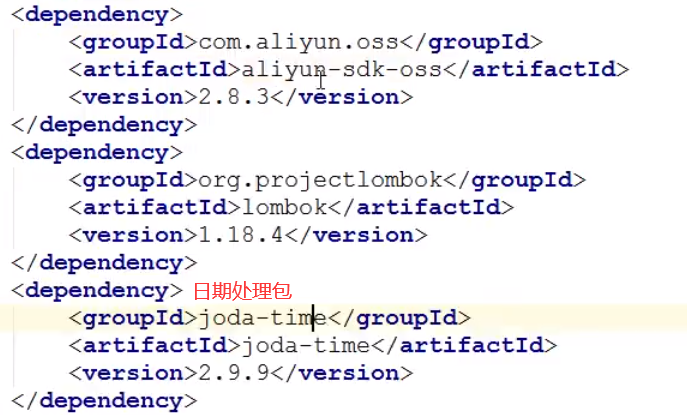 <dependency>
<groupId>com.aliyun.oss</groupId>
<artifactId>aliyun-sdk-oss</artifactId>
<version>2.8.3</version>
</dependency>
<dependency>
<groupId>org.projectlombok</groupId>
<artifactId>lombok</artifactId>
<version>1.18.4</version>
</dependency>
<dependency> 日期处理包
<groupId>joda-time</groupId>
<artifactId>joda-time</artifactId>
<version>2.9.9</version>
</dependency>